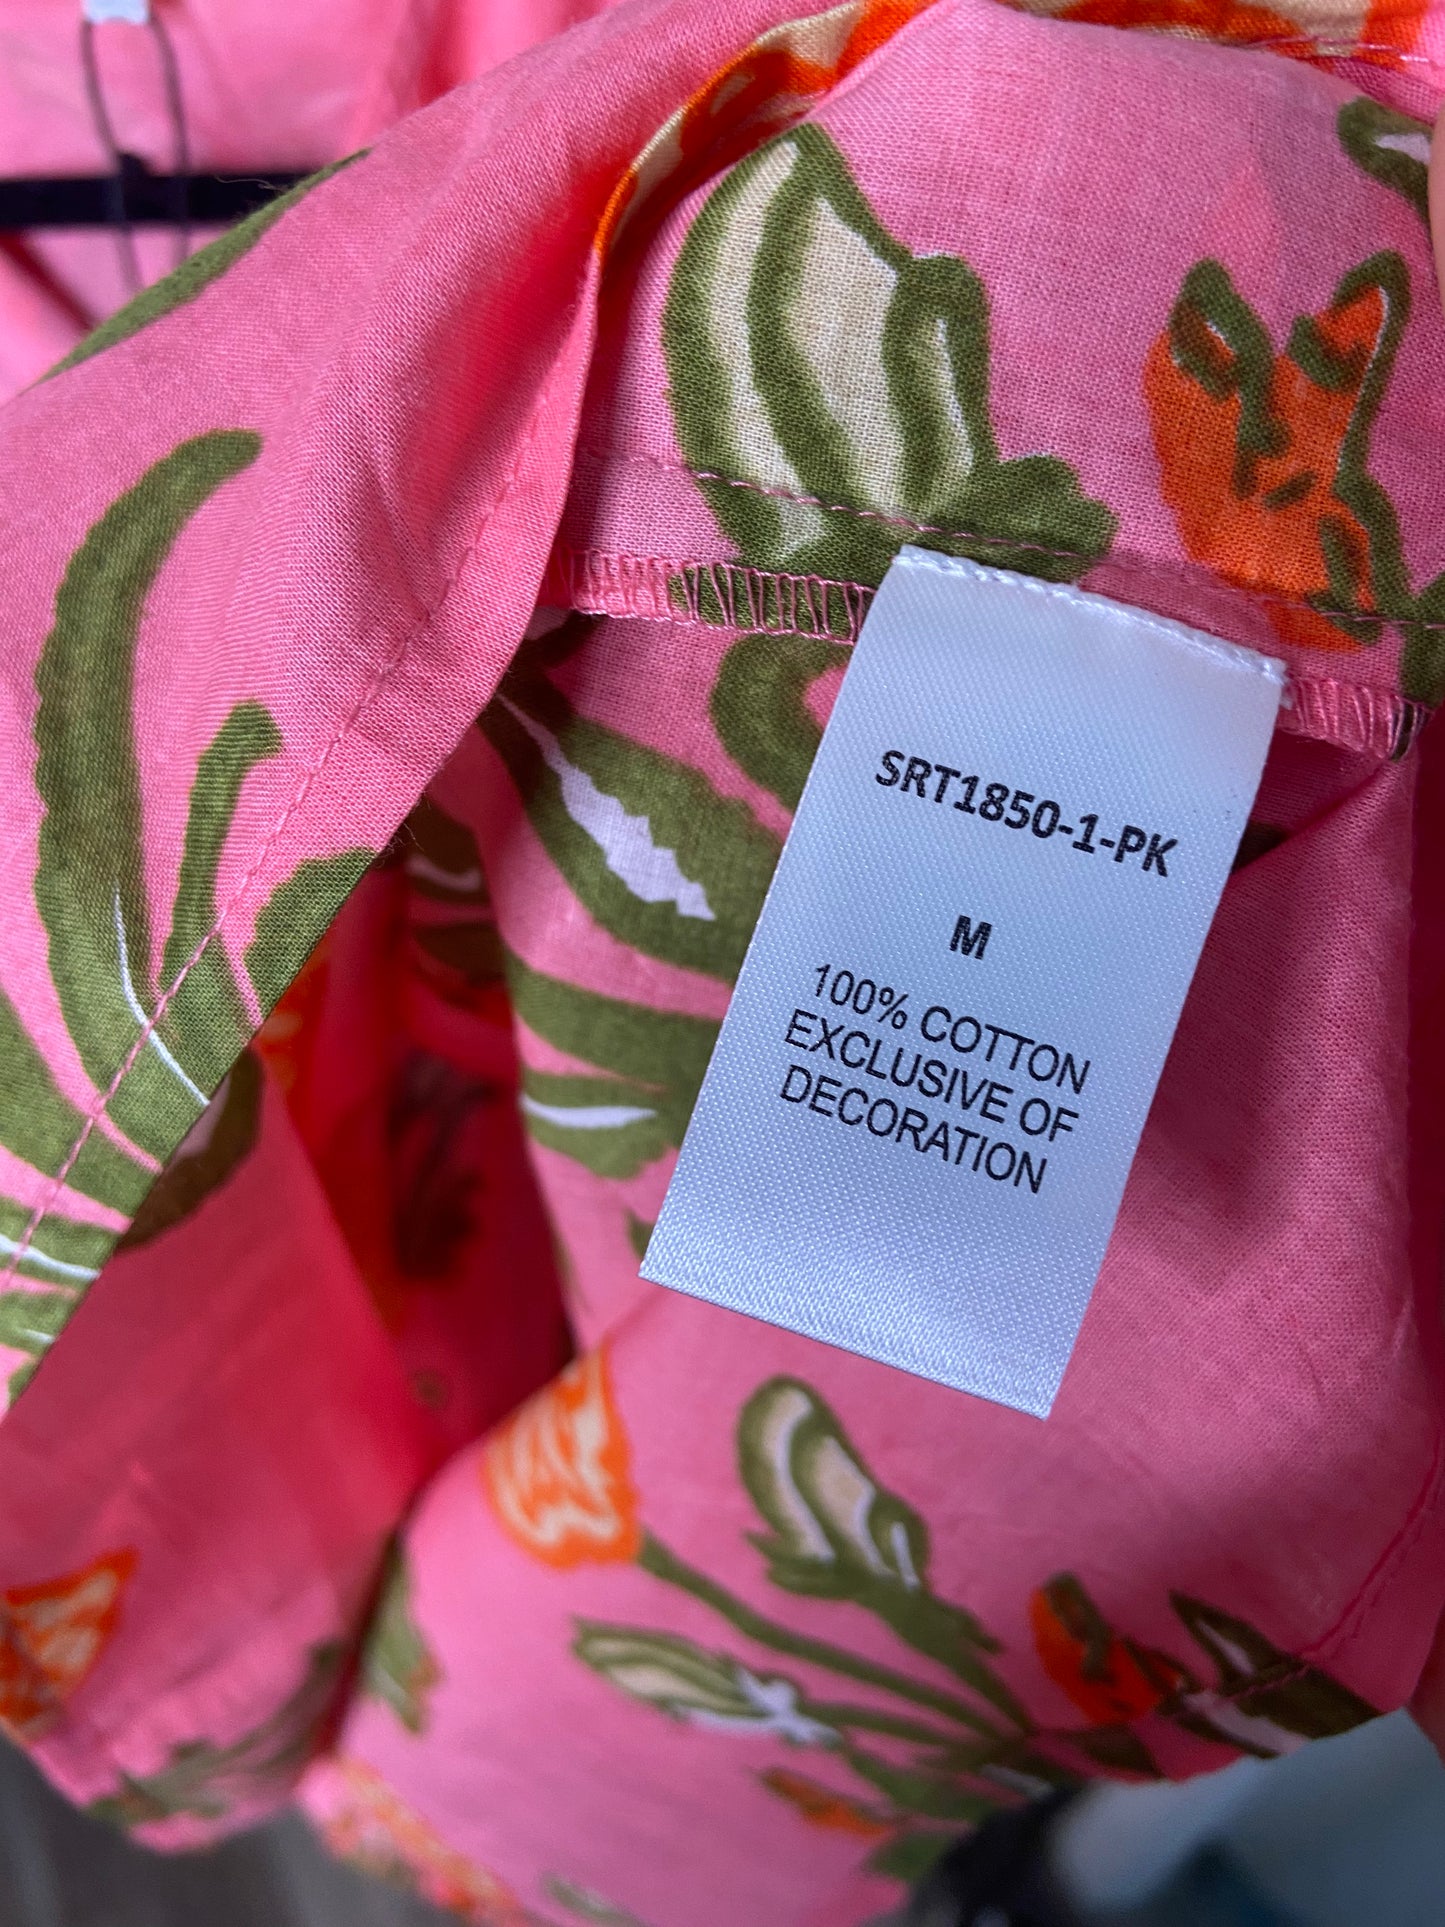 SRT1850-1-PK
M
100% COTTON
EXCLUSIVE OF
DECORATION